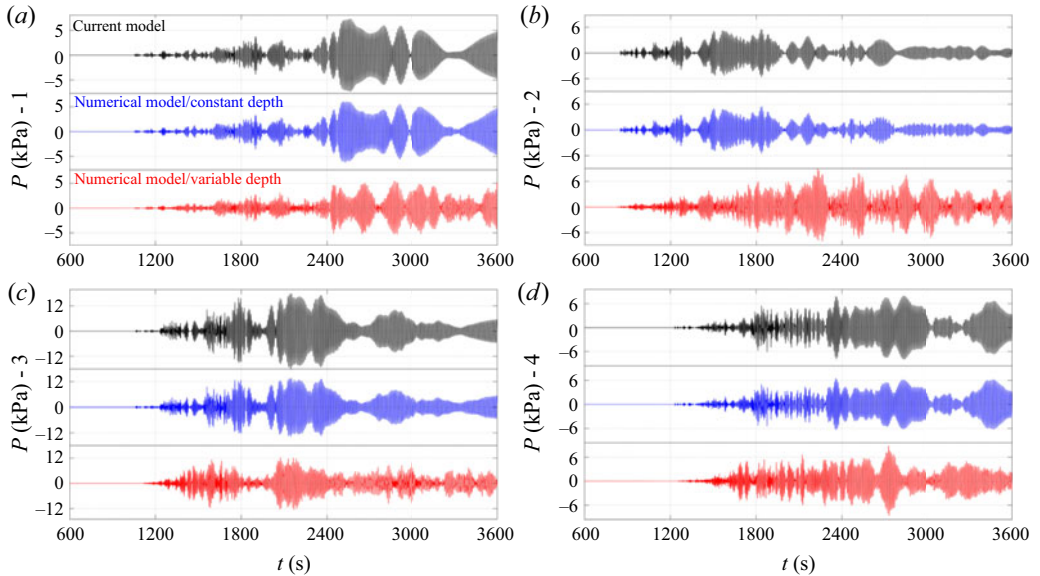 (a)
(b)
Current model
5
0
−5
Numerical model/constant depth
5
0
−5
Numerical model/variable depth
5
0
−5
P (kPa) - 1
600 1200 1800 2400 3000 3600
6
0
−6
6
0
−6
6
0
−6
P (kPa) - 2
600 1200 1800 2400 3000 3600
(c)
(d)
12
0
−12
12
0
−12
12
0
−12
P (kPa) - 3
600 1200 1800 2400 3000 3600
t (s)
6
0
−6
6
0
−6
6
0
−6
P (kPa) - 4
600 1200 1800 2400 3000 3600
t (s)